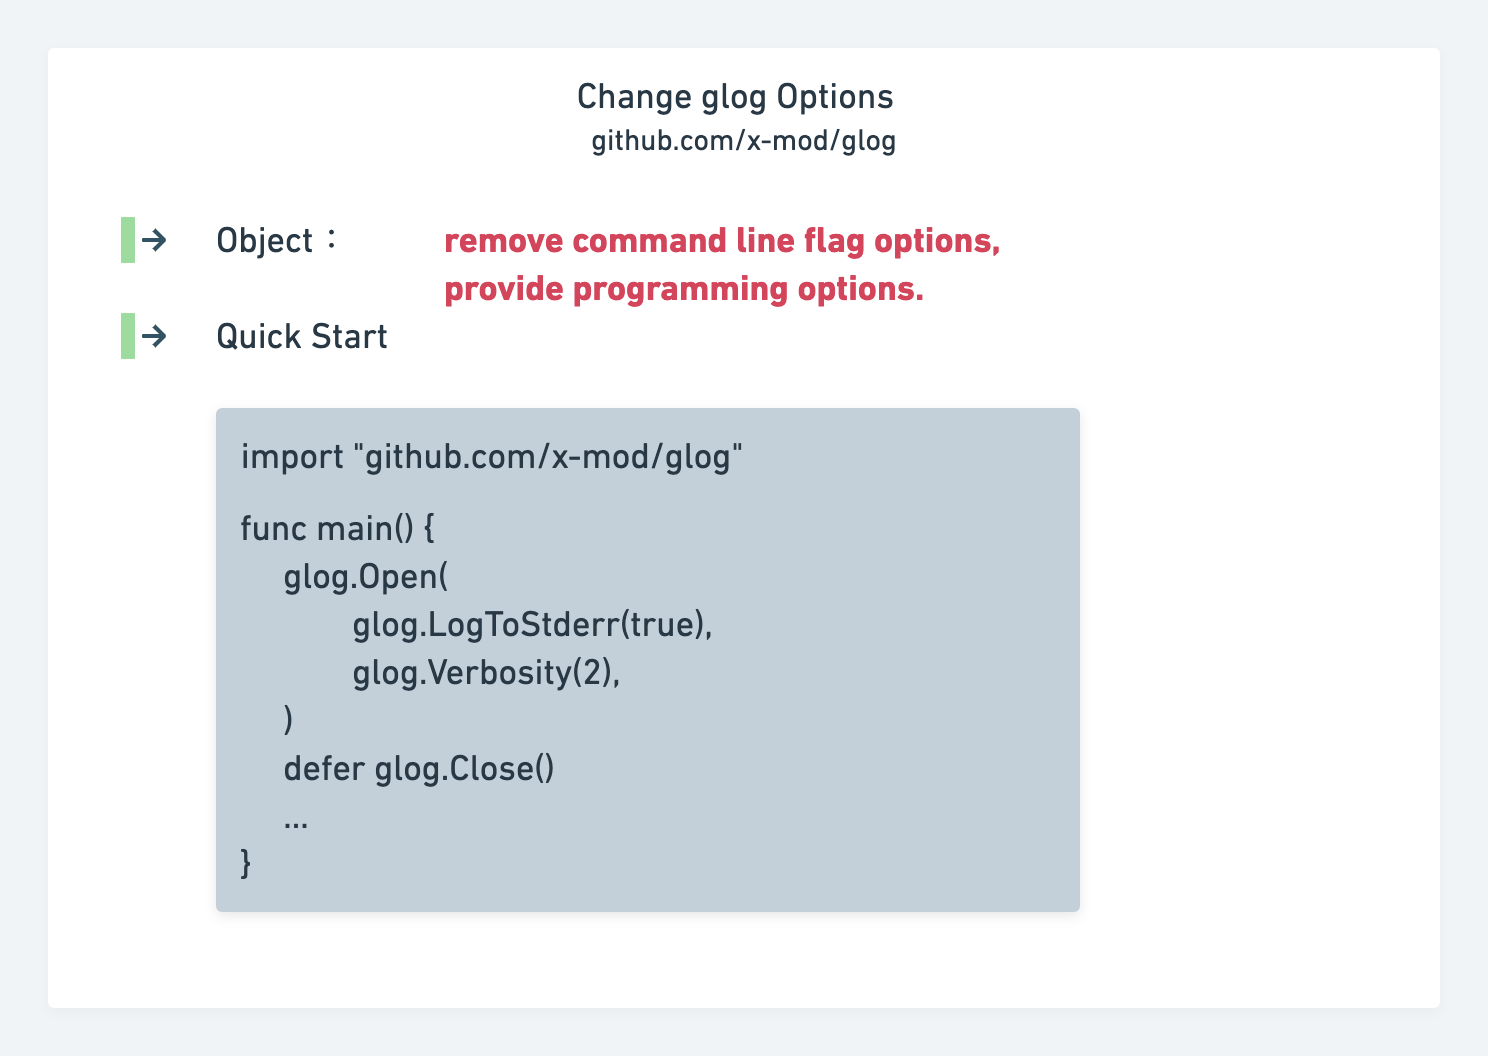 Change glog Options
github.com/x-mod/glog
→ Object： remove command line flag options,
provide programming options.
→ Quick Start
import "github.com/x-mod/glog"
func main() {
glog.Open(
glog.LogToStderr(true),
glog.Verbosity(2),
)
defer glog.Close()
...
}